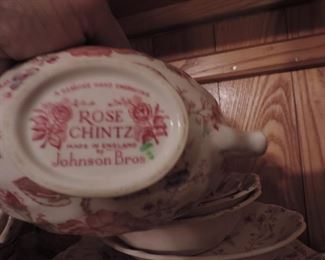 A GENUINE HAND ENGRAVING
ROSE
CHINTZ
MADE IN ENGLAND
by
Johnson Bros